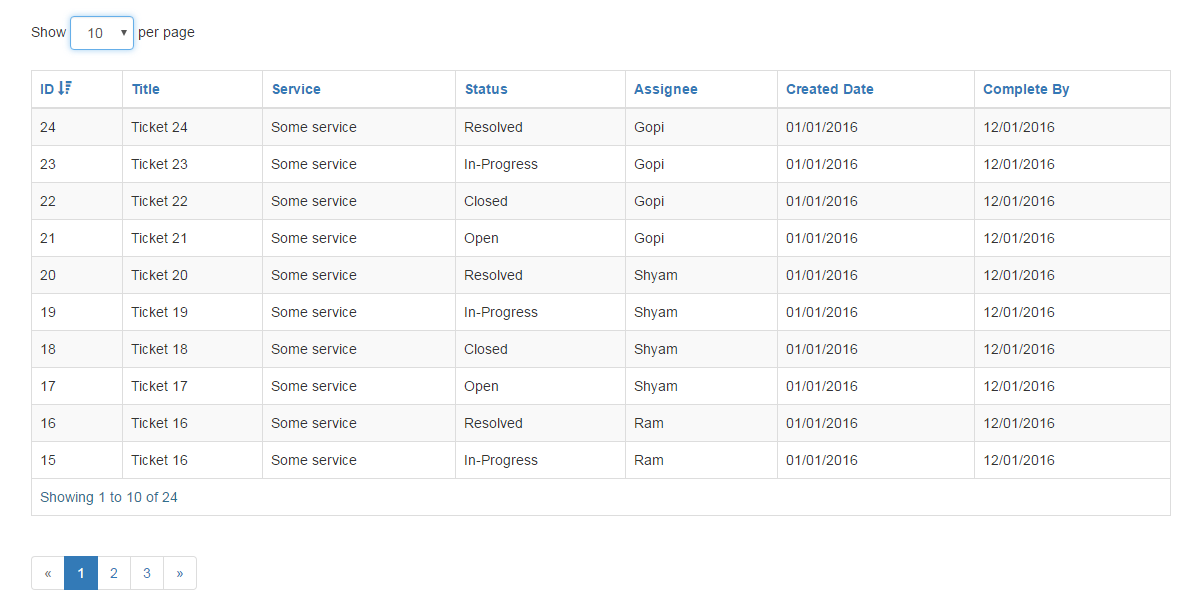 Show 10 per page
ID Title Service Status Assignee Created Date Complete By
24 Ticket 24 Some service Resolved Gopi 01/01/2016 12/01/2016
23 Ticket 23 Some service In-Progress Gopi 01/01/2016 12/01/2016
22 Ticket 22 Some service Closed Gopi 01/01/2016 12/01/2016
21 Ticket 21 Some service Open Gopi 01/01/2016 12/01/2016
20 Ticket 20 Some service Resolved Shyam 01/01/2016 12/01/2016
19 Ticket 19 Some service In-Progress Shyam 01/01/2016 12/01/2016
18 Ticket 18 Some service Closed Shyam 01/01/2016 12/01/2016
17 Ticket 17 Some service Open Shyam 01/01/2016 12/01/2016
16 Ticket 16 Some service Resolved Ram 01/01/2016 12/01/2016
15 Ticket 16 Some service In-Progress Ram 01/01/2016 12/01/2016
Showing 1 to 10 of 24
« 1 2 3 »